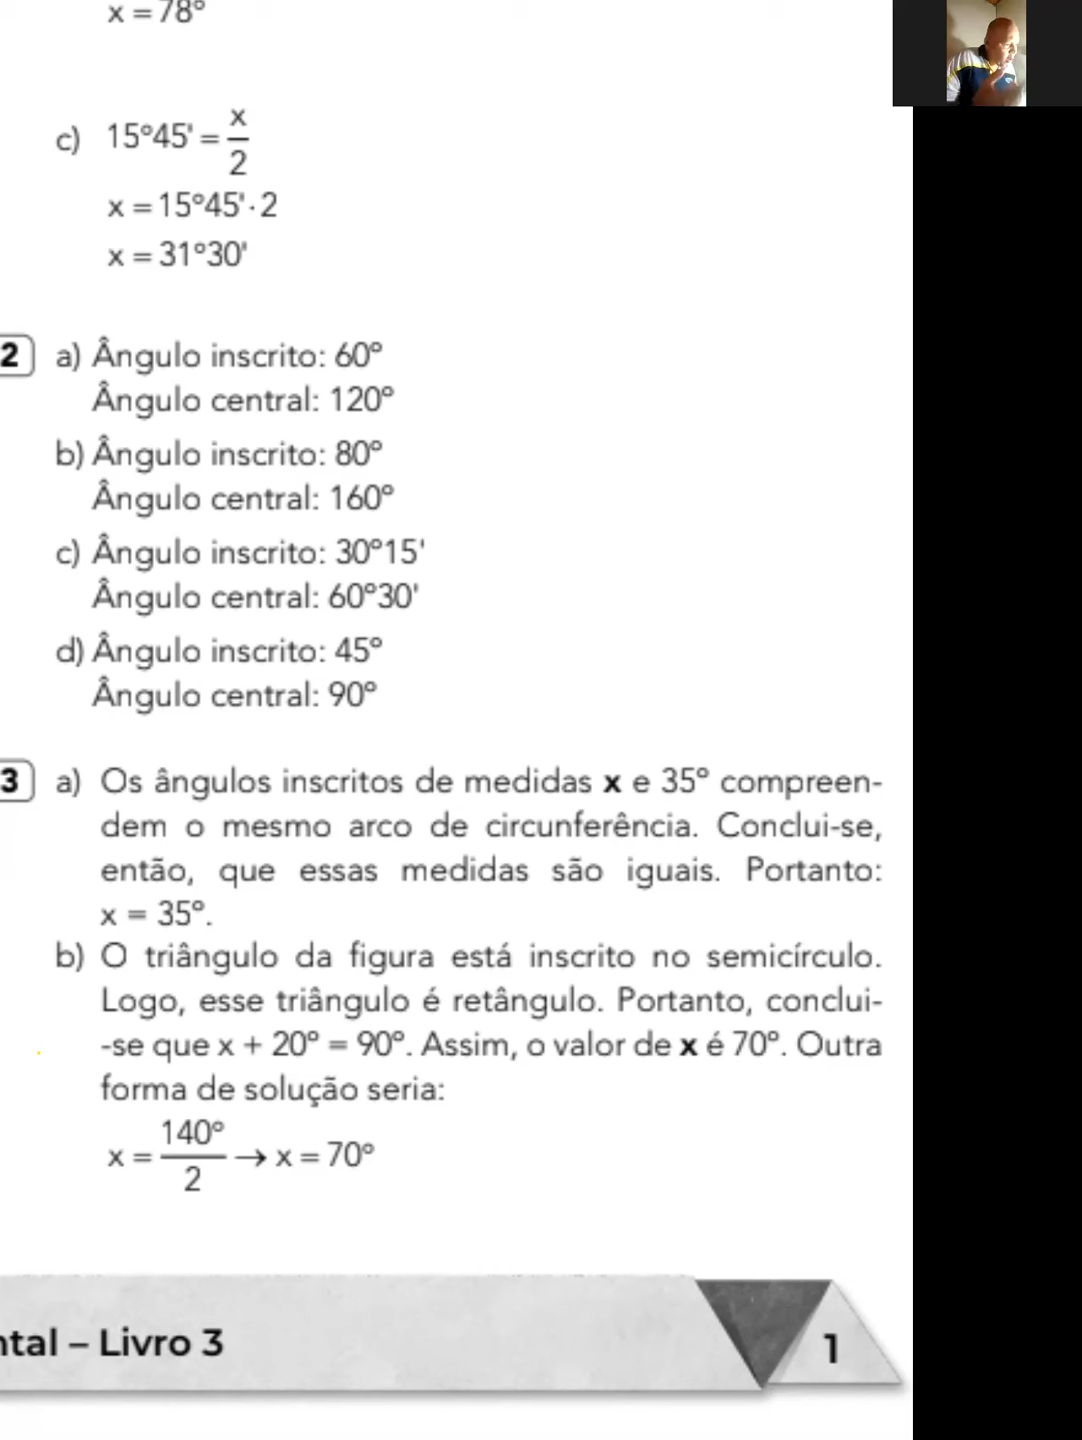 x = 78°
c) 15°45' = x/2
x = 15°45' · 2
x = 31°30'
2 a) Ângulo inscrito: 60°
Ângulo central: 120°
b) Ângulo inscrito: 80°
Ângulo central: 160°
c) Ângulo inscrito: 30°15'
Ângulo central: 60°30'
d) Ângulo inscrito: 45°
Ângulo central: 90°
3 a) Os ângulos inscritos de medidas x e 35° compreen-
dem o mesmo arco de circunferência. Conclui-se,
então, que essas medidas são iguais. Portanto:
x = 35°.
b) O triângulo da figura está inscrito no semicírculo.
Logo, esse triângulo é retângulo. Portanto, conclui-
-se que x + 20° = 90°. Assim, o valor de x é 70°. Outra
forma de solução seria:
x = 140°/2 → x = 70°
ntal – Livro 3
1